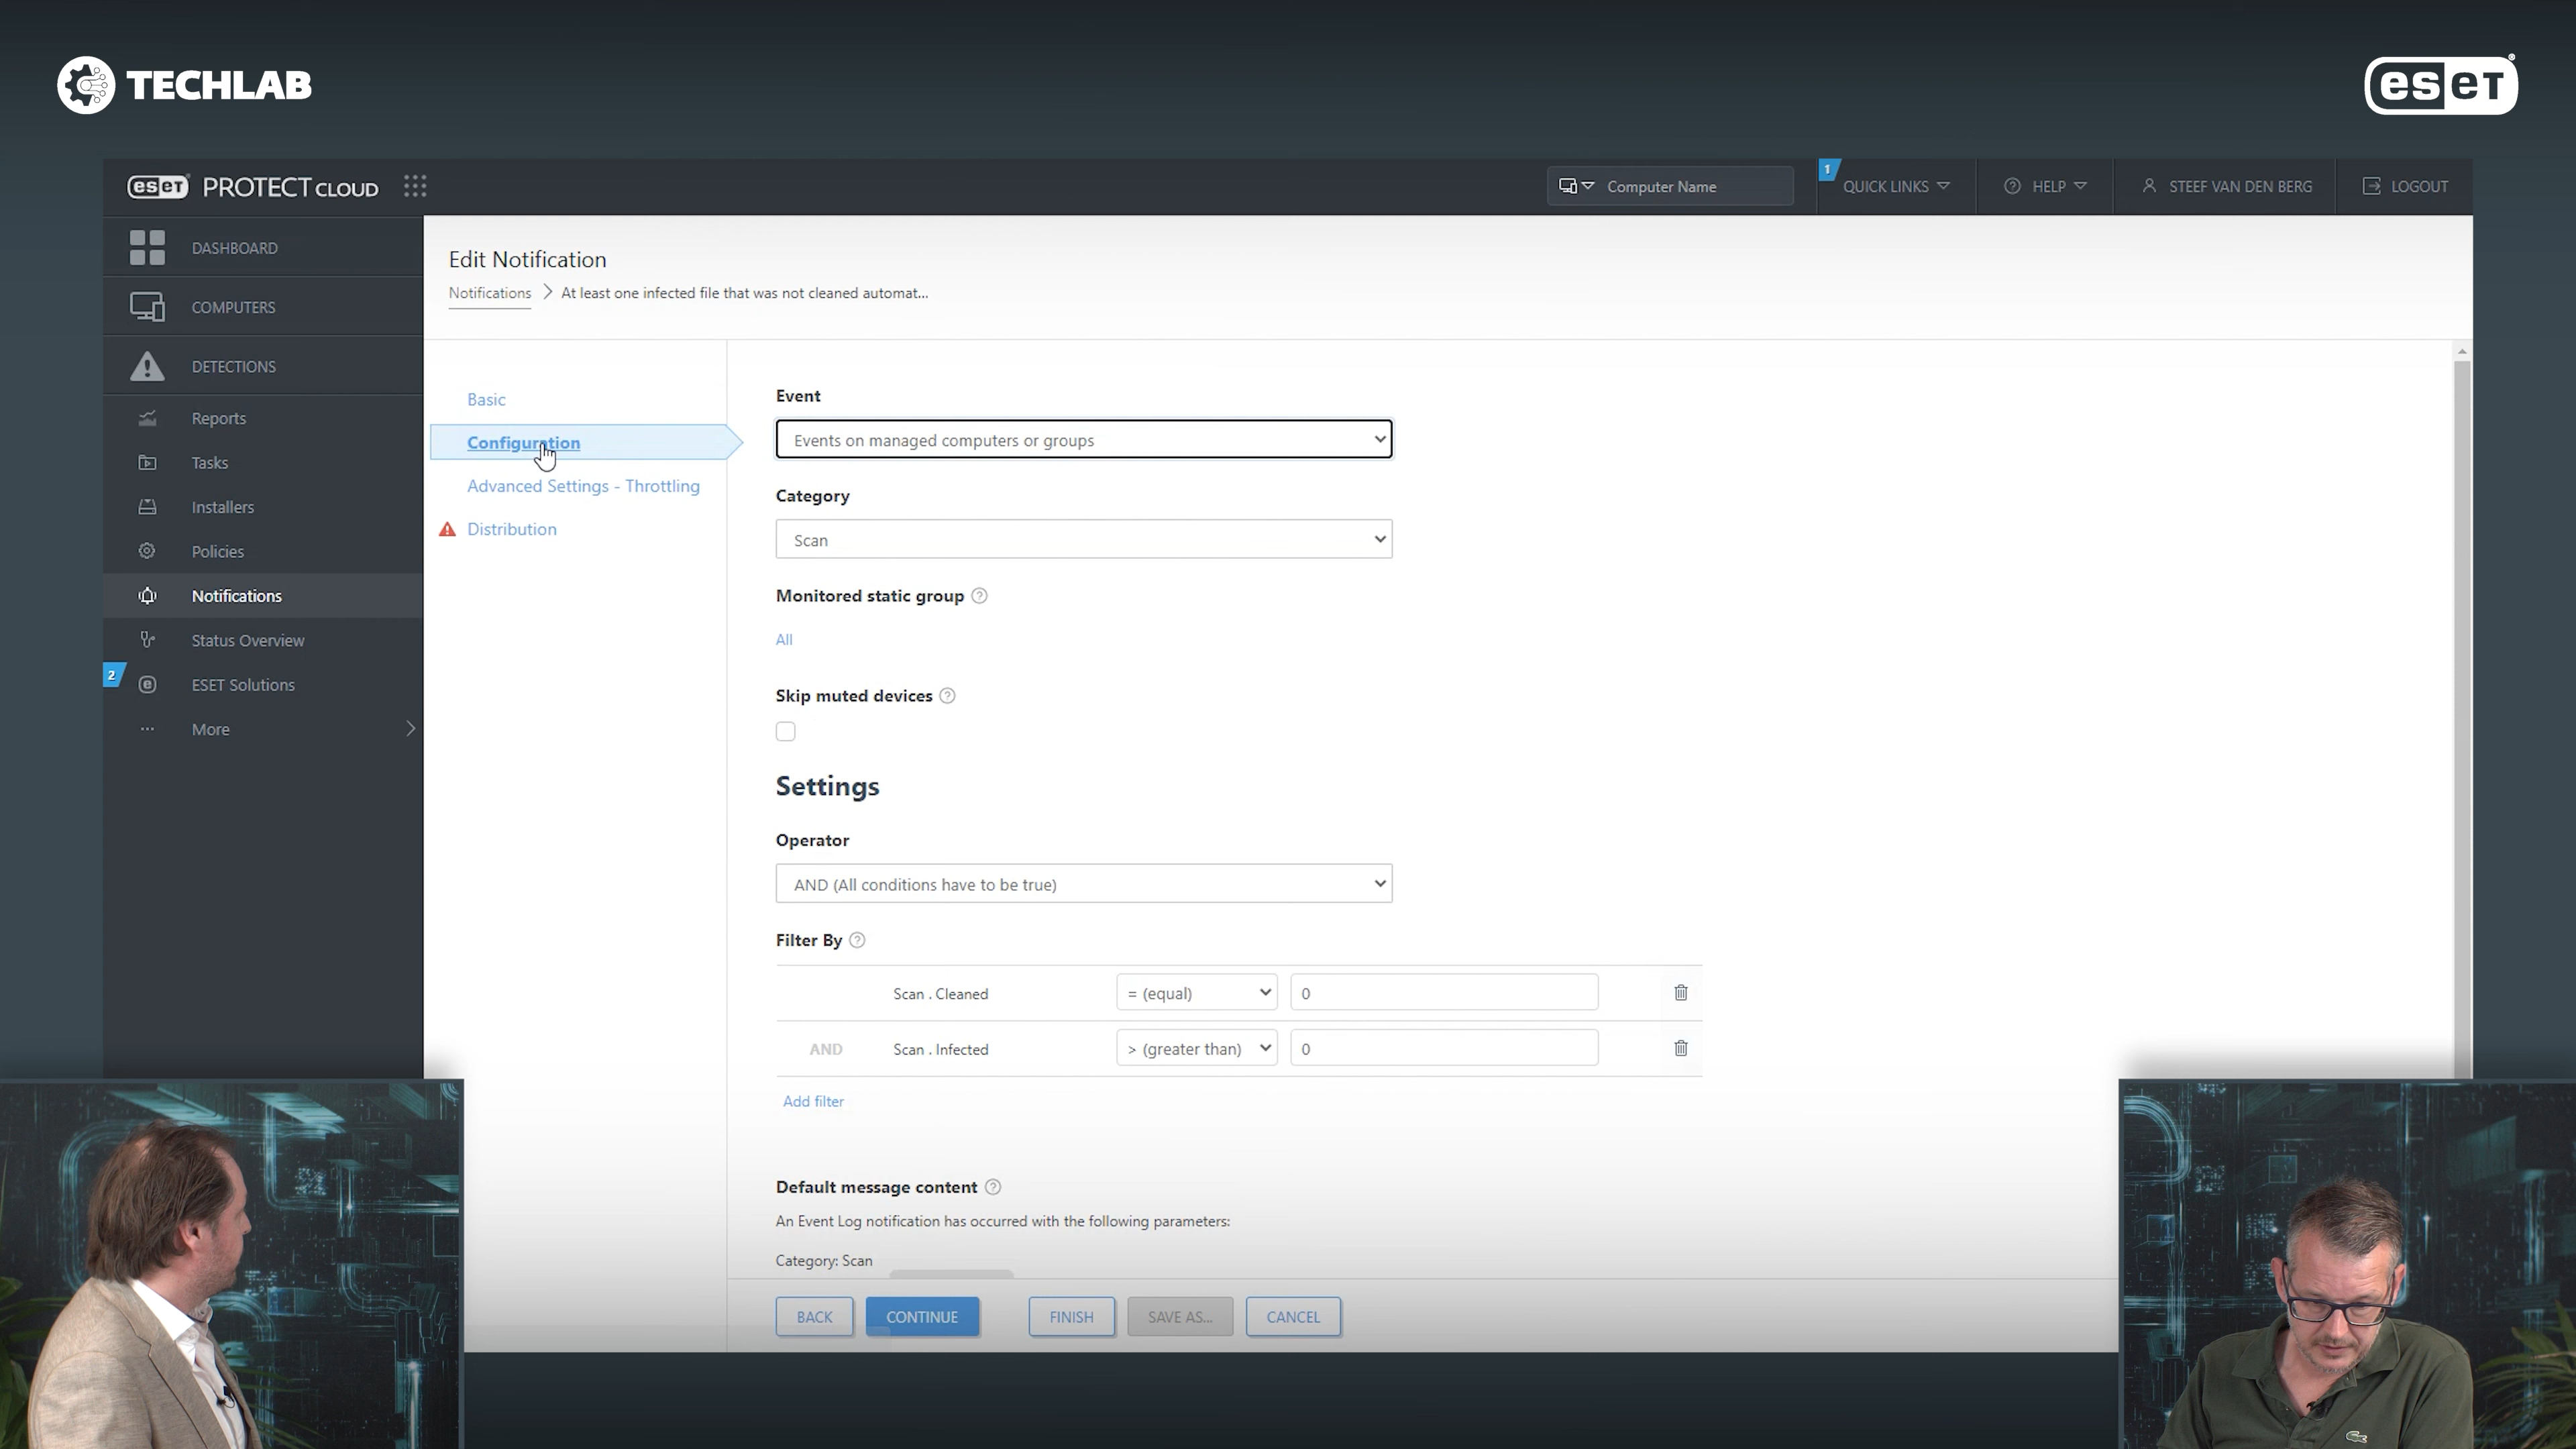 TECHLAB
eseT
eseT PROTECT CLOUD
Computer Name
1
QUICK LINKS
HELP
STEEF VAN DEN BERG
LOGOUT
DASHBOARD
COMPUTERS
DETECTIONS
Reports
Tasks
Installers
Policies
Notifications
Status Overview
2
ESET Solutions
More
Edit Notification
Notifications > At least one infected file that was not cleaned automat...
Basic
Configuration
Advanced Settings - Throttling
Distribution
Event
Events on managed computers or groups
Category
Scan
Monitored static group ?
All
Skip muted devices ?
Settings
Operator
AND (All conditions have to be true)
Filter By ?
Scan . Cleaned = (equal) 0
AND Scan . Infected > (greater than) 0
Add filter
Default message content ?
An Event Log notification has occurred with the following parameters:
Category: Scan
BACK CONTINUE FINISH SAVE AS... CANCEL